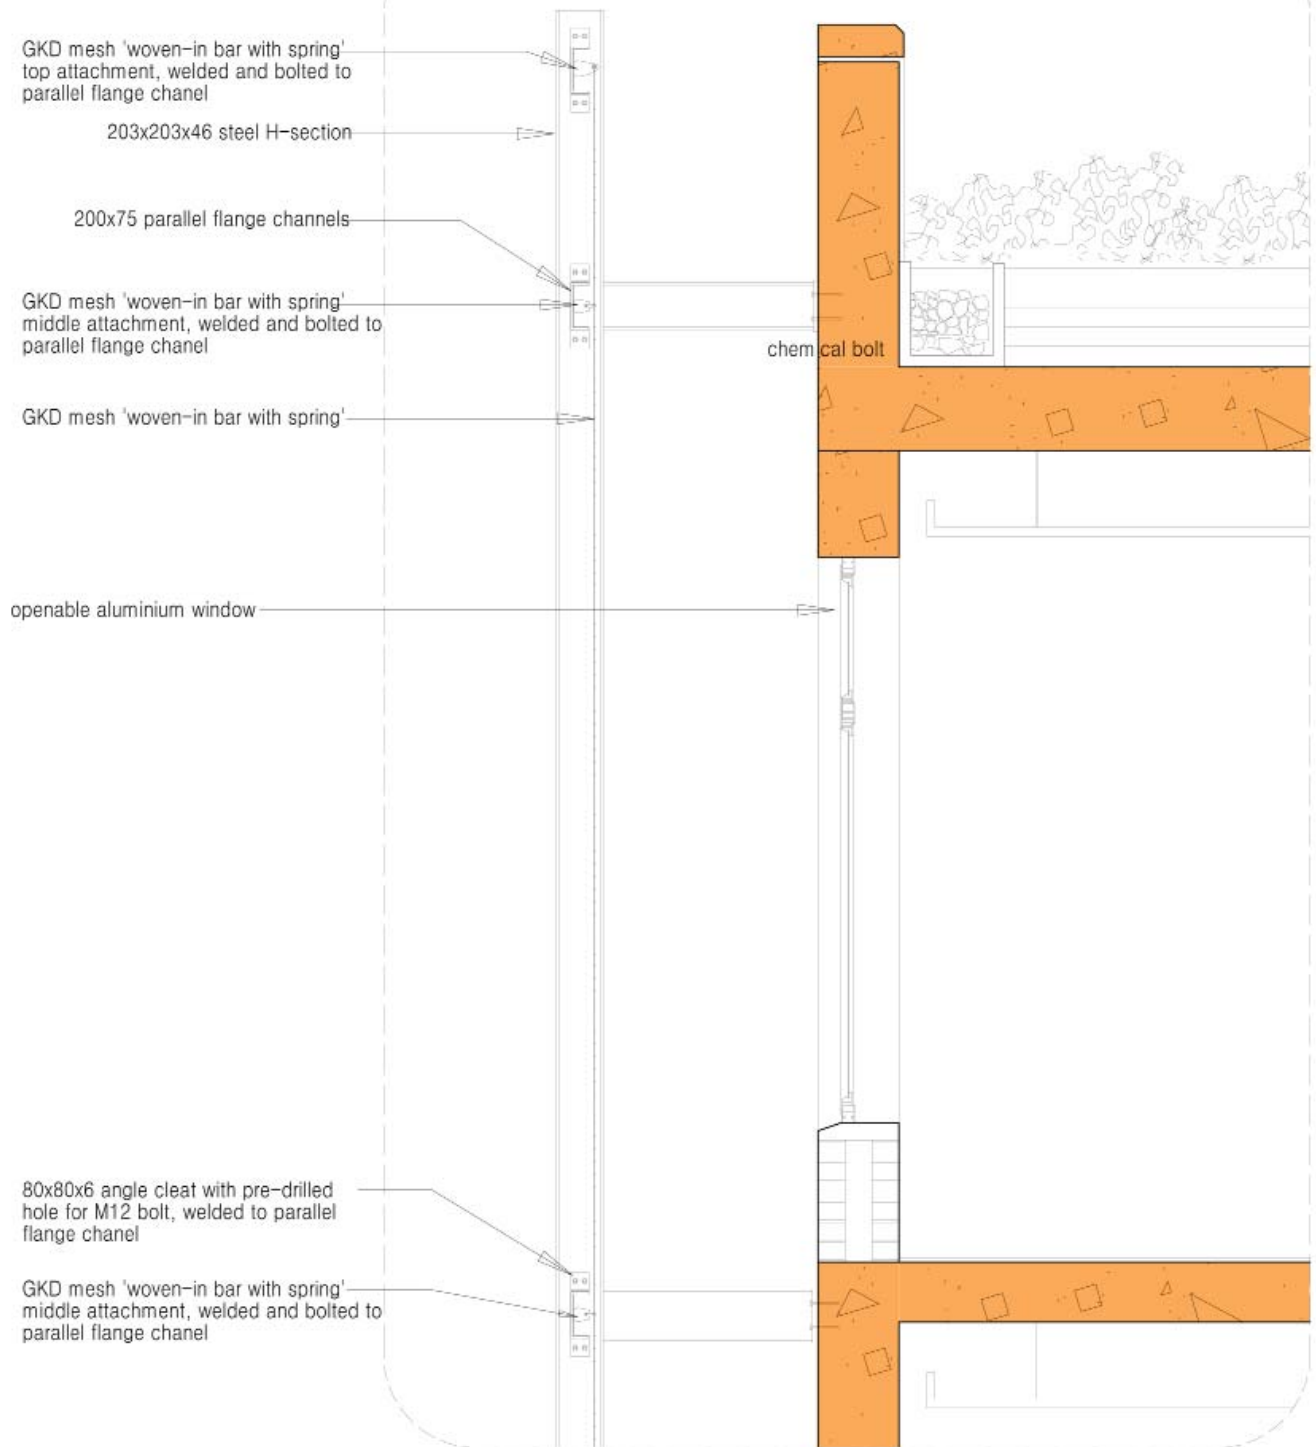 GKD mesh 'woven-in bar with spring'
top attachment, welded and bolted to
parallel flange chanel
203x203x46 steel H-section
200x75 parallel flange channels
GKD mesh 'woven-in bar with spring'
middle attachment, welded and bolted to
parallel flange chanel
chemical bolt
GKD mesh 'woven-in bar with spring'
openable aluminium window
80x80x6 angle cleat with pre-drilled
hole for M12 bolt, welded to parallel
flange chanel
GKD mesh 'woven-in bar with spring'
middle attachment, welded and bolted to
parallel flange chanel